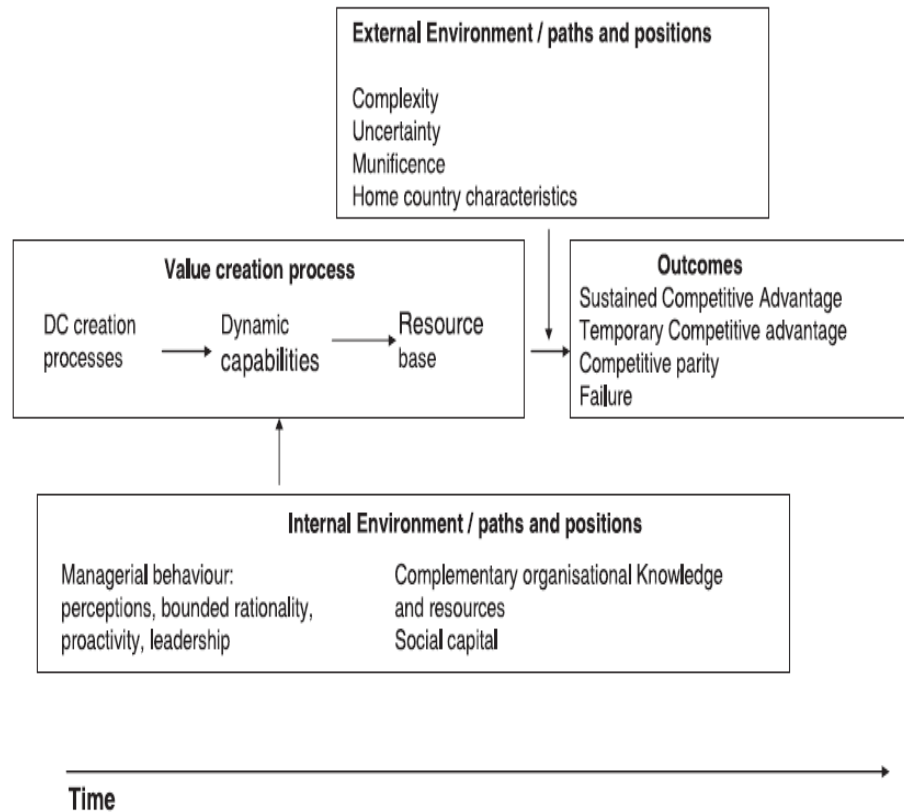 External Environment / paths and positions
Complexity
Uncertainty
Munificence
Home country characteristics
Value creation process
DC creation
processes
Dynamic
capabilities
Resource
base
Outcomes
Sustained Competitive Advantage
Temporary Competitive advantage
Competitive parity
Failure
Internal Environment / paths and positions
Managerial behaviour:
perceptions, bounded rationality,
proactivity, leadership
Complementary organisational Knowledge
and resources
Social capital
Time